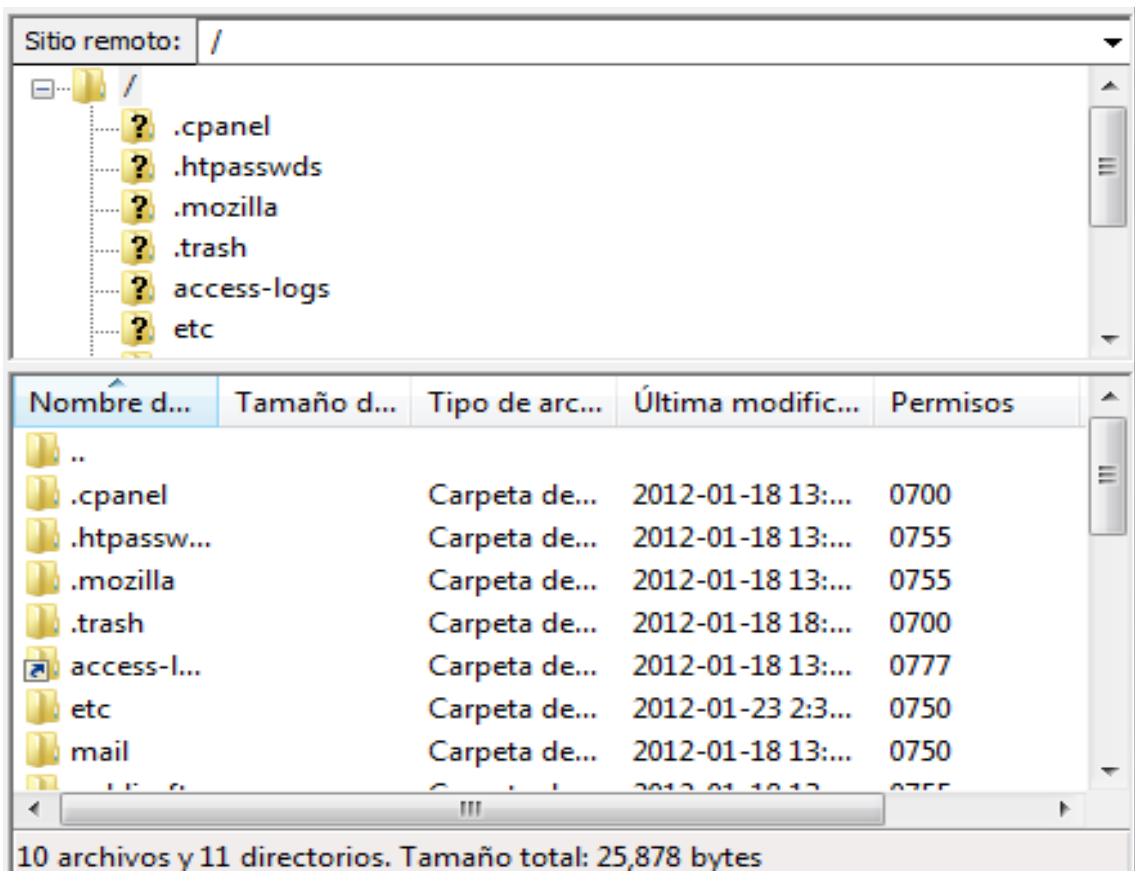 Sitio remoto: /
/
.cpanel
.htpasswds
.mozilla
.trash
access-logs
etc
Nombre d... Tamaño d... Tipo de arc... Última modific... Permisos
..
.cpanel Carpeta de... 2012-01-18 13:... 0700
.htpassw... Carpeta de... 2012-01-18 13:... 0755
.mozilla Carpeta de... 2012-01-18 13:... 0755
.trash Carpeta de... 2012-01-18 18:... 0700
access-l... Carpeta de... 2012-01-18 13:... 0777
etc Carpeta de... 2012-01-23 2:3... 0750
mail Carpeta de... 2012-01-18 13:... 0750
10 archivos y 11 directorios. Tamaño total: 25,878 bytes